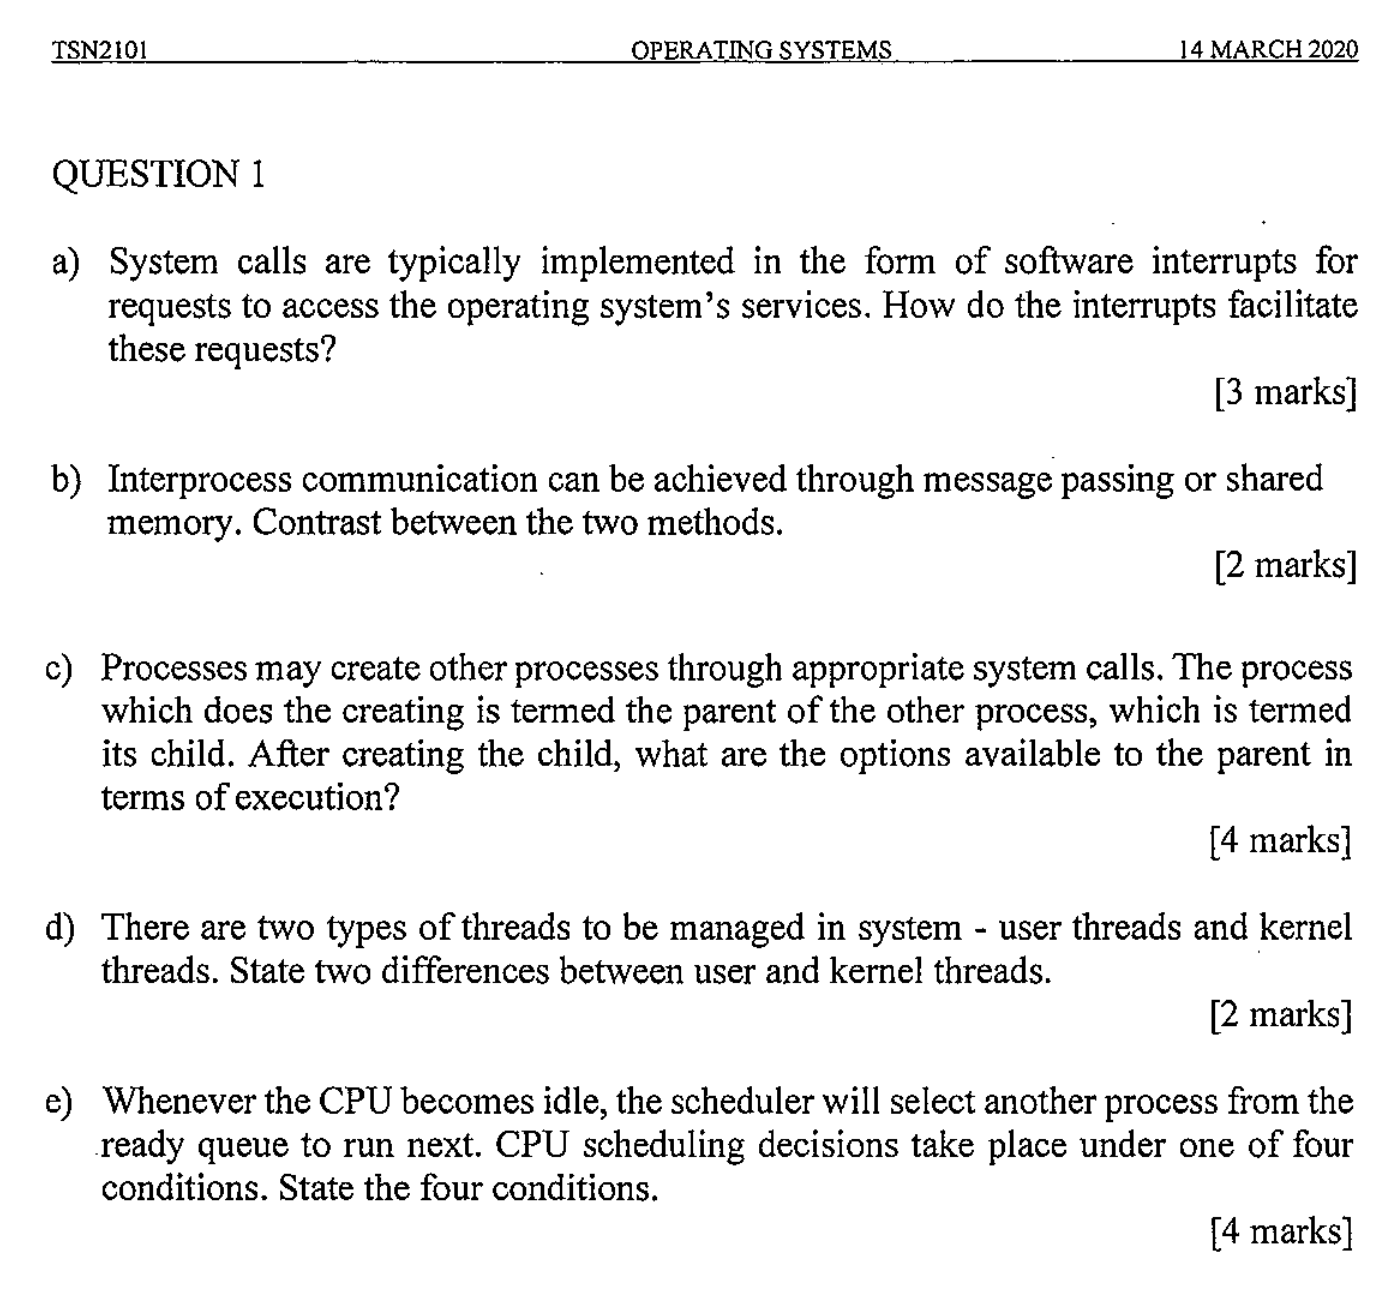 TSN2101 OPERATING SYSTEMS 14 MARCH 2020
QUESTION 1
a) System calls are typically implemented in the form of software interrupts for
requests to access the operating system's services. How do the interrupts facilitate
these requests?
[3 marks]
b) Interprocess communication can be achieved through message passing or shared
memory. Contrast between the two methods.
[2 marks]
c) Processes may create other processes through appropriate system calls. The process
which does the creating is termed the parent of the other process, which is termed
its child. After creating the child, what are the options available to the parent in
terms of execution?
[4 marks]
d) There are two types of threads to be managed in system - user threads and kernel
threads. State two differences between user and kernel threads.
[2 marks]
e) Whenever the CPU becomes idle, the scheduler will select another process from the
ready queue to run next. CPU scheduling decisions take place under one of four
conditions. State the four conditions.
[4 marks]